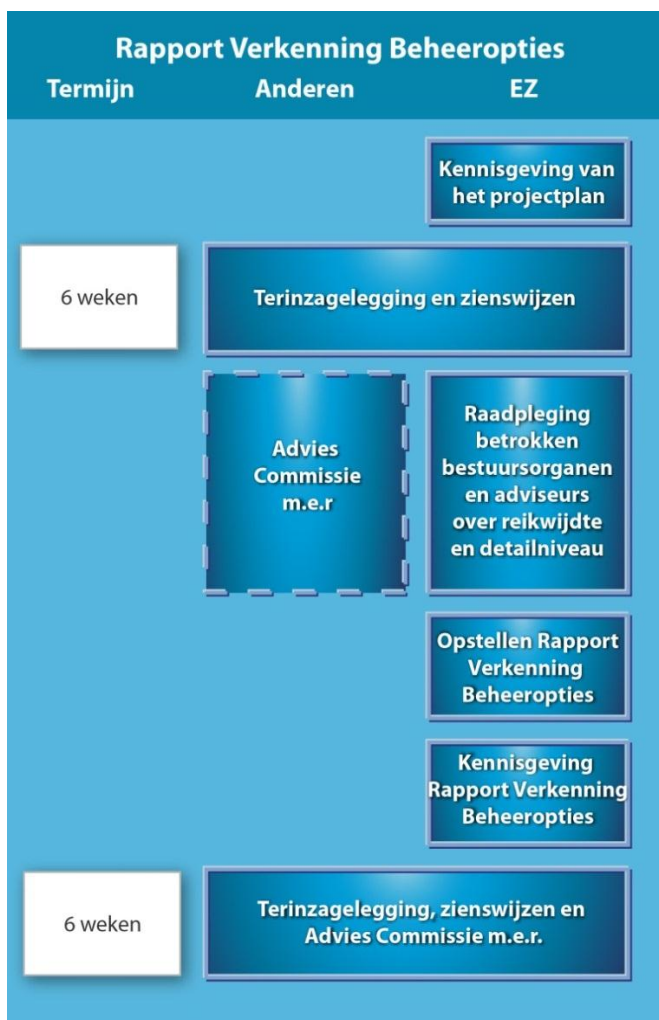 Rapport Verkenning Beheeropties
Termijn Anderen EZ
Kennisgeving van
het projectplan
6 weken
Terinzagelegging en zienswijzen
Advies
Commissie
m.e.r
Raadpleging
betrokken
bestuursorganen
en adviseurs
over reikwijdte
en detailniveau
Opstellen Rapport
Verkenning
Beheeropties
Kennisgeving
Rapport Verkenning
Beheeropties
6 weken
Terinzagelegging, zienswijzen en
Advies Commissie m.e.r.